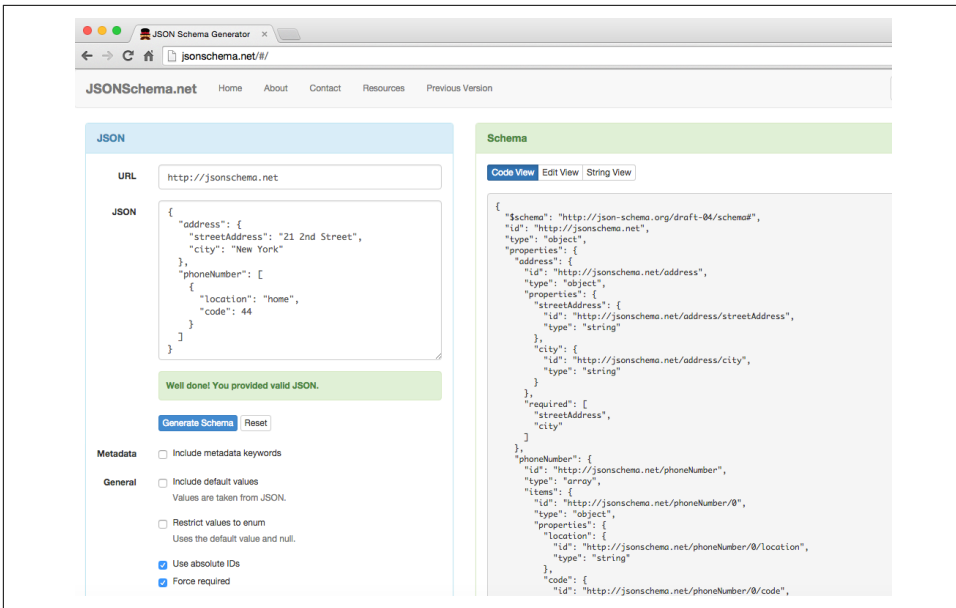 JSON Schema Generator
jsonschema.net/#/
JSONSchema.net Home About Contact Resources Previous Version
JSON
URL
http://jsonschema.net
JSON
{
"address": {
"streetAddress": "21 2nd Street",
"city": "New York"
},
"phoneNumber": [
{
"location": "home",
"code": 44
}
]
}
Well done! You provided valid JSON.
Generate Schema Reset
Metadata Include metadata keywords
General Include default values
Values are taken from JSON.
Restrict values to enum
Uses the default value and null.
Use absolute IDs
Force required
Schema
Code View Edit View String View
{
"$schema": "http://json-schema.org/draft-04/schema#",
"id": "http://jsonschema.net",
"type": "object",
"properties": {
"address": {
"id": "http://jsonschema.net/address",
"type": "object",
"properties": {
"streetAddress": {
"id": "http://jsonschema.net/address/streetAddress",
"type": "string"
},
"city": {
"id": "http://jsonschema.net/address/city",
"type": "string"
}
},
"required": [
"streetAddress",
"city"
]
},
"phoneNumber": {
"id": "http://jsonschema.net/phoneNumber",
"type": "array",
"items": {
"id": "http://jsonschema.net/phoneNumber/0",
"type": "object",
"properties": {
"location": {
"id": "http://jsonschema.net/phoneNumber/0/location",
"type": "string"
},
"code": {
"id": "http://jsonschema.net/phoneNumber/0/code",